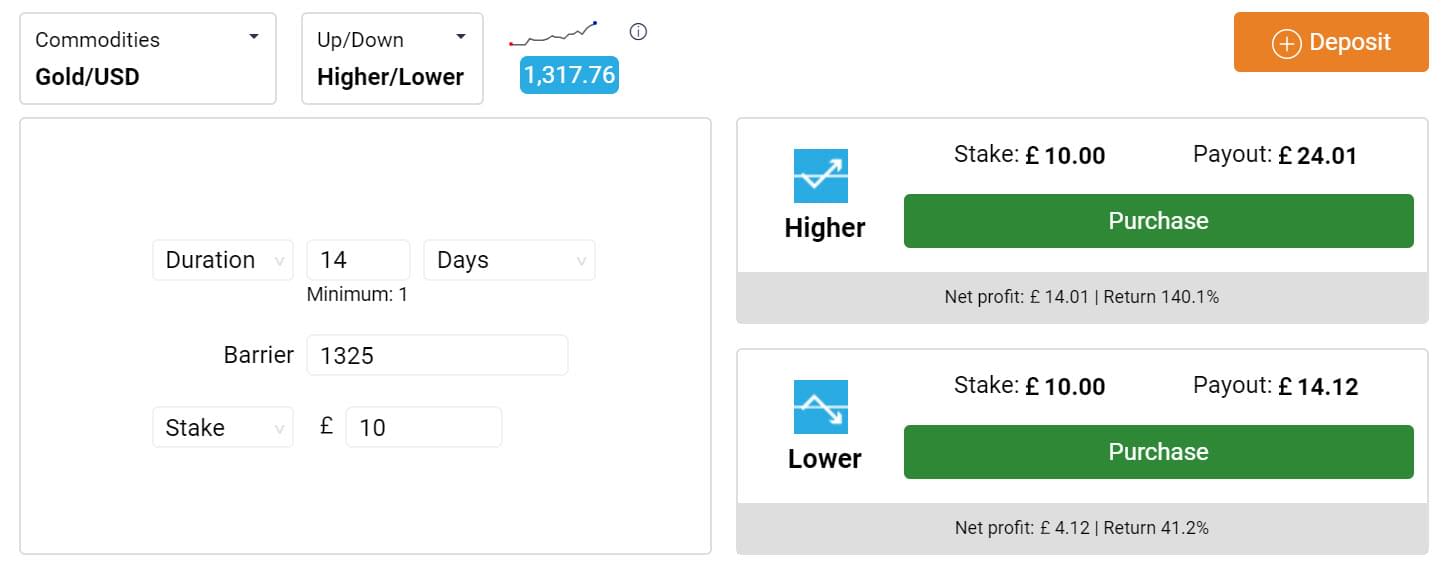 Commodities
Gold/USD
Up/Down
Higher/Lower
1,317.76
Deposit
Duration 14 Days
Minimum: 1
Barrier 1325
Stake £ 10
Stake: £ 10.00 Payout: £ 24.01
Higher
Purchase
Net profit: £ 14.01 | Return 140.1%
Stake: £ 10.00 Payout: £ 14.12
Lower
Purchase
Net profit: £ 4.12 | Return 41.2%